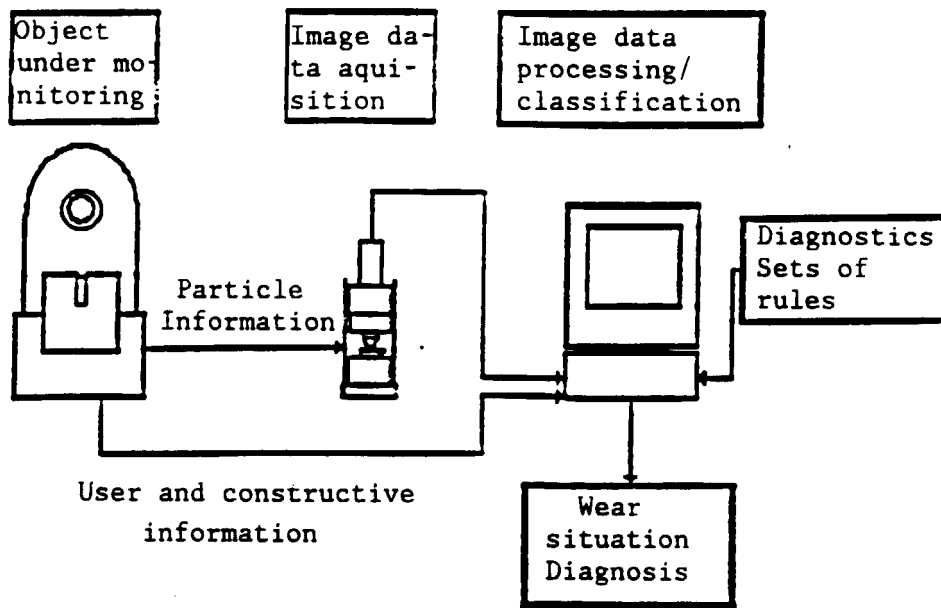 Object
under mo-
nitoring
Image da-
ta aqui-
sition
Image data
processing/
classification
Particle
Information
Diagnostics
Sets of
rules
User and constructive
information
Wear
situation
Diagnosis